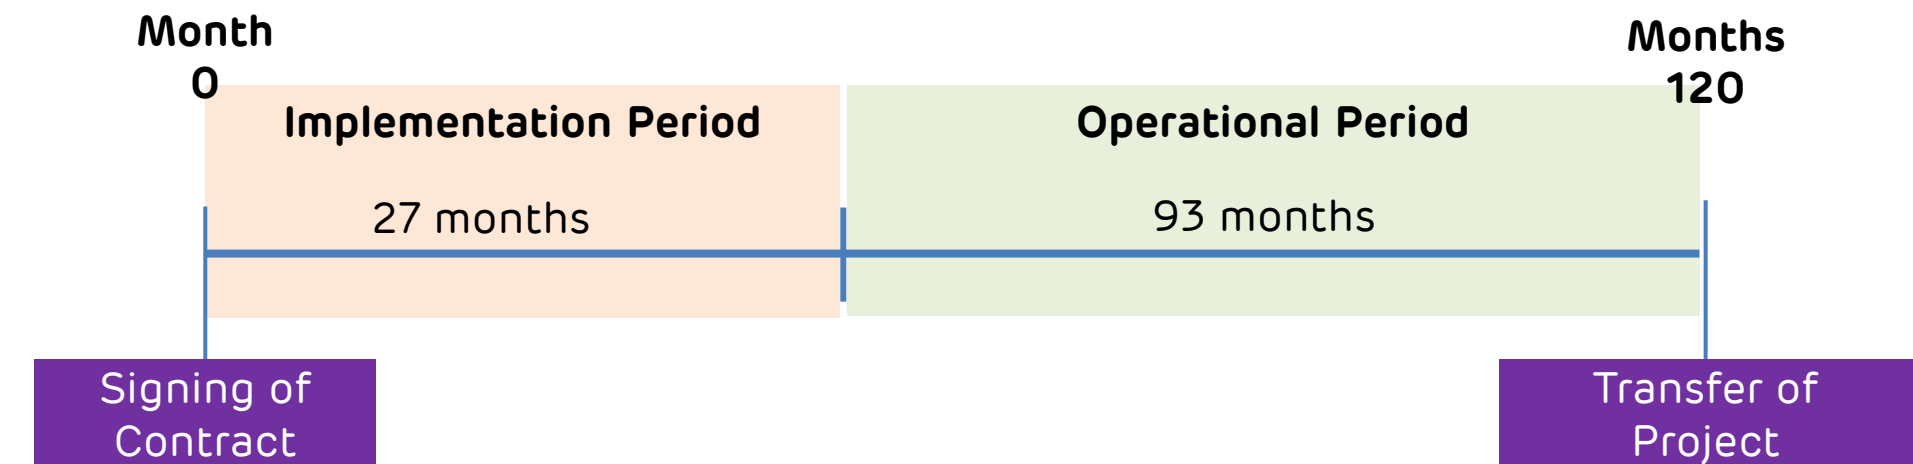 Month
0
Months
120
Implementation Period
Operational Period
27 months
93 months
Signing of
Contract
Transfer of
Project